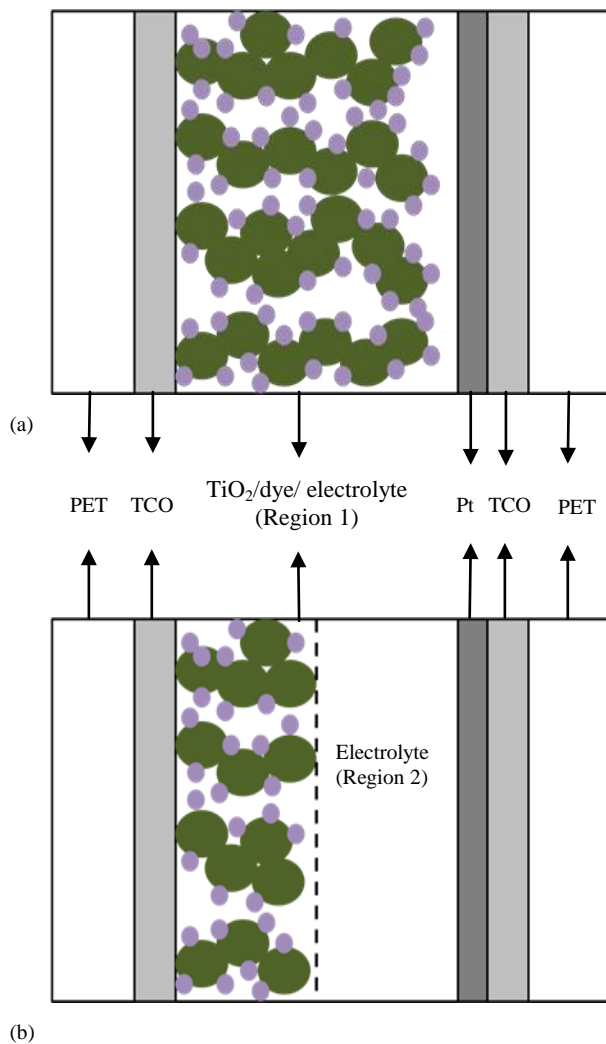 (a)
PET TCO TiO₂/dye/ electrolyte Pt TCO PET
(Region 1)
Electrolyte
(Region 2)
(b)